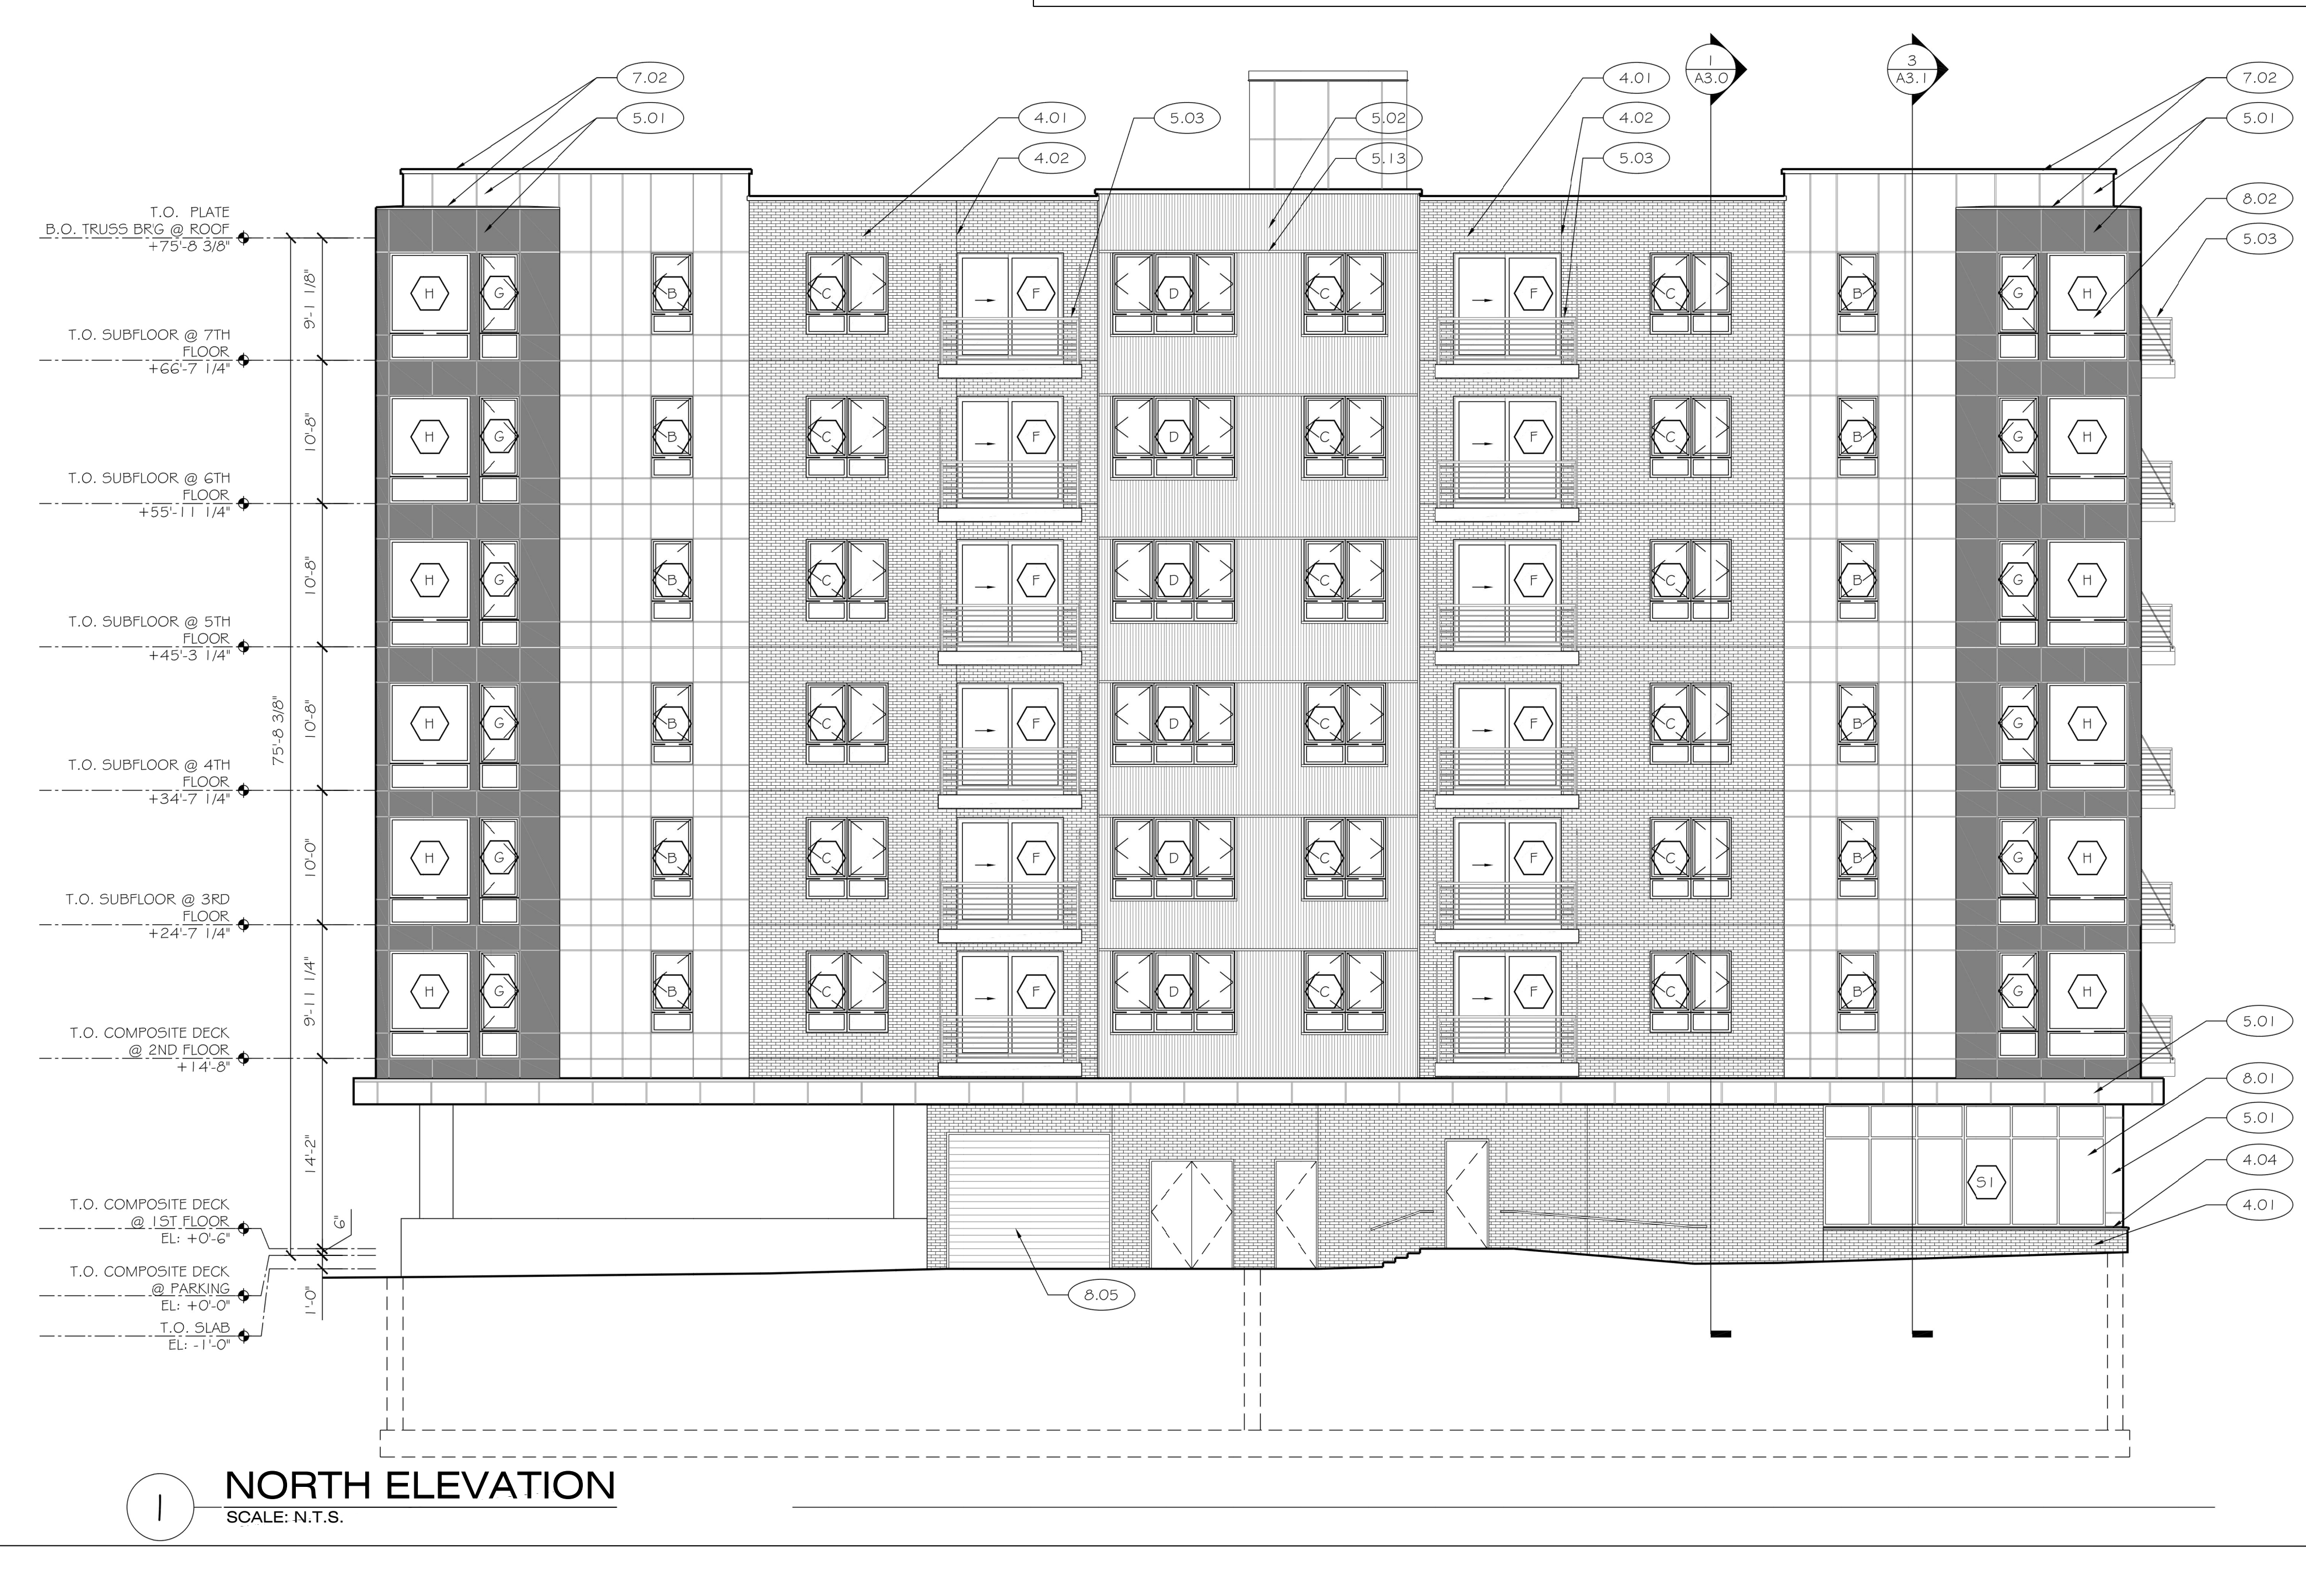 7.02
5.01
4.01
4.02
5.03
5.02
5.13
4.01
4.02
5.03
1
A3.0
3
A3.1
7.02
5.01
8.02
5.03
T.O. PLATE
B.O. TRUSS BR'G @ ROOF
+75'-8 3/8"
9'-1 1/8"
H G B C F D C F C B G H
T.O. SUBFLOOR @ 7TH
FLOOR
+66'-7 1/4"
10'-8"
H G B C F D C F C B G H
T.O. SUBFLOOR @ 6TH
FLOOR
+55'-11 1/4"
10'-8"
H G B C F D C F C B G H
T.O. SUBFLOOR @ 5TH
FLOOR
+45'-3 1/4"
75'-8 3/8"
10'-8"
H G B C F D C F C B G H
T.O. SUBFLOOR @ 4TH
FLOOR
+34'-7 1/4"
10'-0"
H G B C F D C F C B G H
T.O. SUBFLOOR @ 3RD
FLOOR
+24'-7 1/4"
9'-11 1/4"
H G B C F D C F C B G H
T.O. COMPOSITE DECK
@ 2ND FLOOR
+14'-8"
5.01
8.01
5.01
4.04
4.01
14'-2"
S1
T.O. COMPOSITE DECK
@ 1ST FLOOR
EL: +0'-6"
6"
T.O. COMPOSITE DECK
@ PARKING
EL: +0'-0"
1'-0"
8.05
T.O. SLAB
EL: -1'-0"
1
NORTH ELEVATION
SCALE: N.T.S.